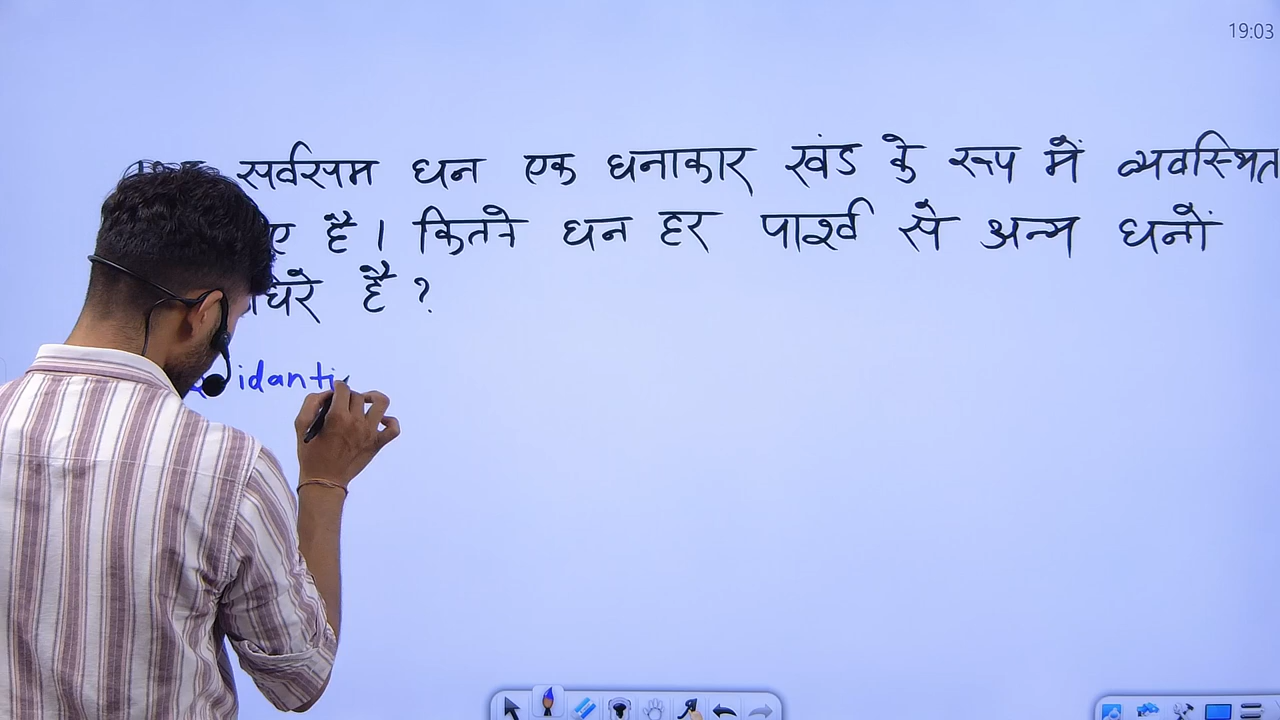 19:03
सर्वसम घन एक घनाकार खंड के रूप में व्यवस्थित
है। कितने घन हर पार्श्व से अन्य घनों
है ?